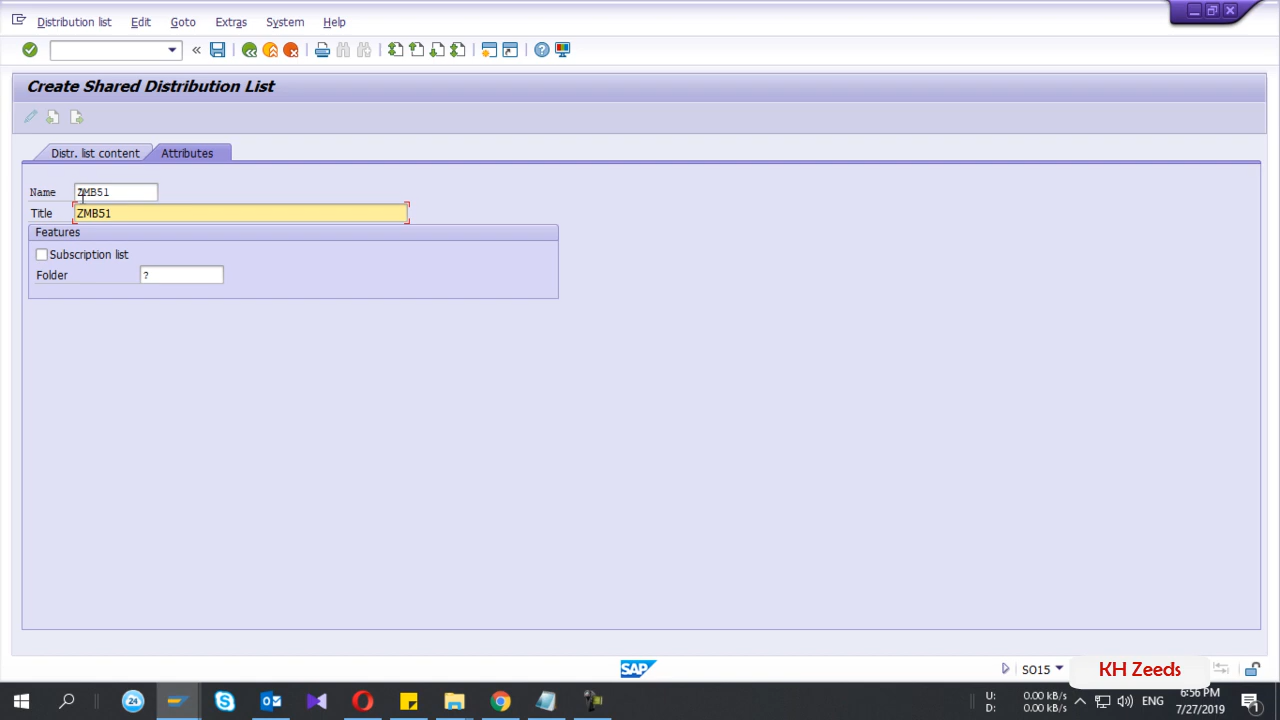 Distribution list Edit Goto Extras System Help
Create Shared Distribution List
Distr. list content Attributes
Name ZMB51
Title ZMB51
Features
Subscription list
Folder ?
SAP SO15 KH Zeeds
24 U: 0.00 kB/s ENG 6:56 PM
D: 0.00 kB/s 7/27/2019 1